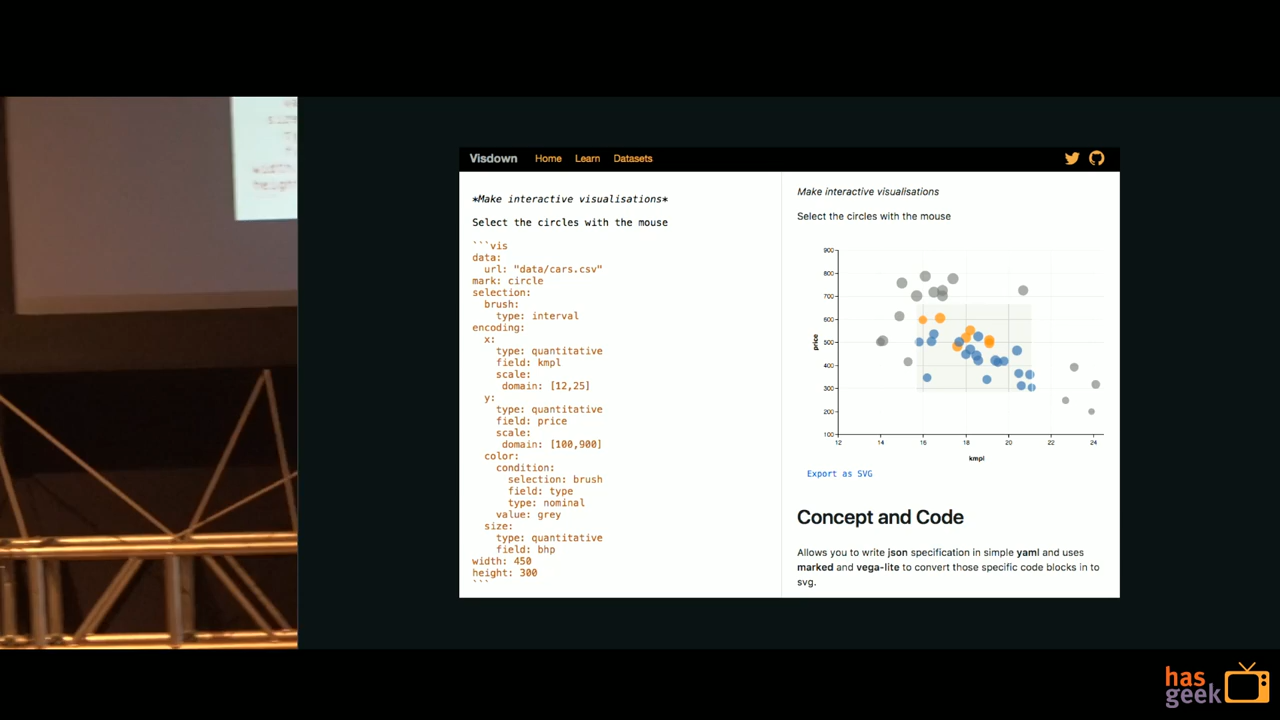 Visdown Home Learn Datasets
*Make interactive visualisations*
Select the circles with the mouse
```vis
data:
url: "data/cars.csv"
mark: circle
selection:
brush:
type: interval
encoding:
x:
type: quantitative
field: kmpl
scale:
domain: [12,25]
y:
type: quantitative
field: price
scale:
domain: [100,900]
color:
condition:
selection: brush
field: type
type: nominal
value: grey
size:
type: quantitative
field: bhp
width: 450
height: 300
```
Make interactive visualisations
Select the circles with the mouse
900
800
700
600
500
400
300
200
100
price
12 14 16 18 20 22 24
kmpl
Export as SVG
Concept and Code
Allows you to write json specification in simple yaml and uses
marked and vega-lite to convert those specific code blocks in to
svg.
has
geek